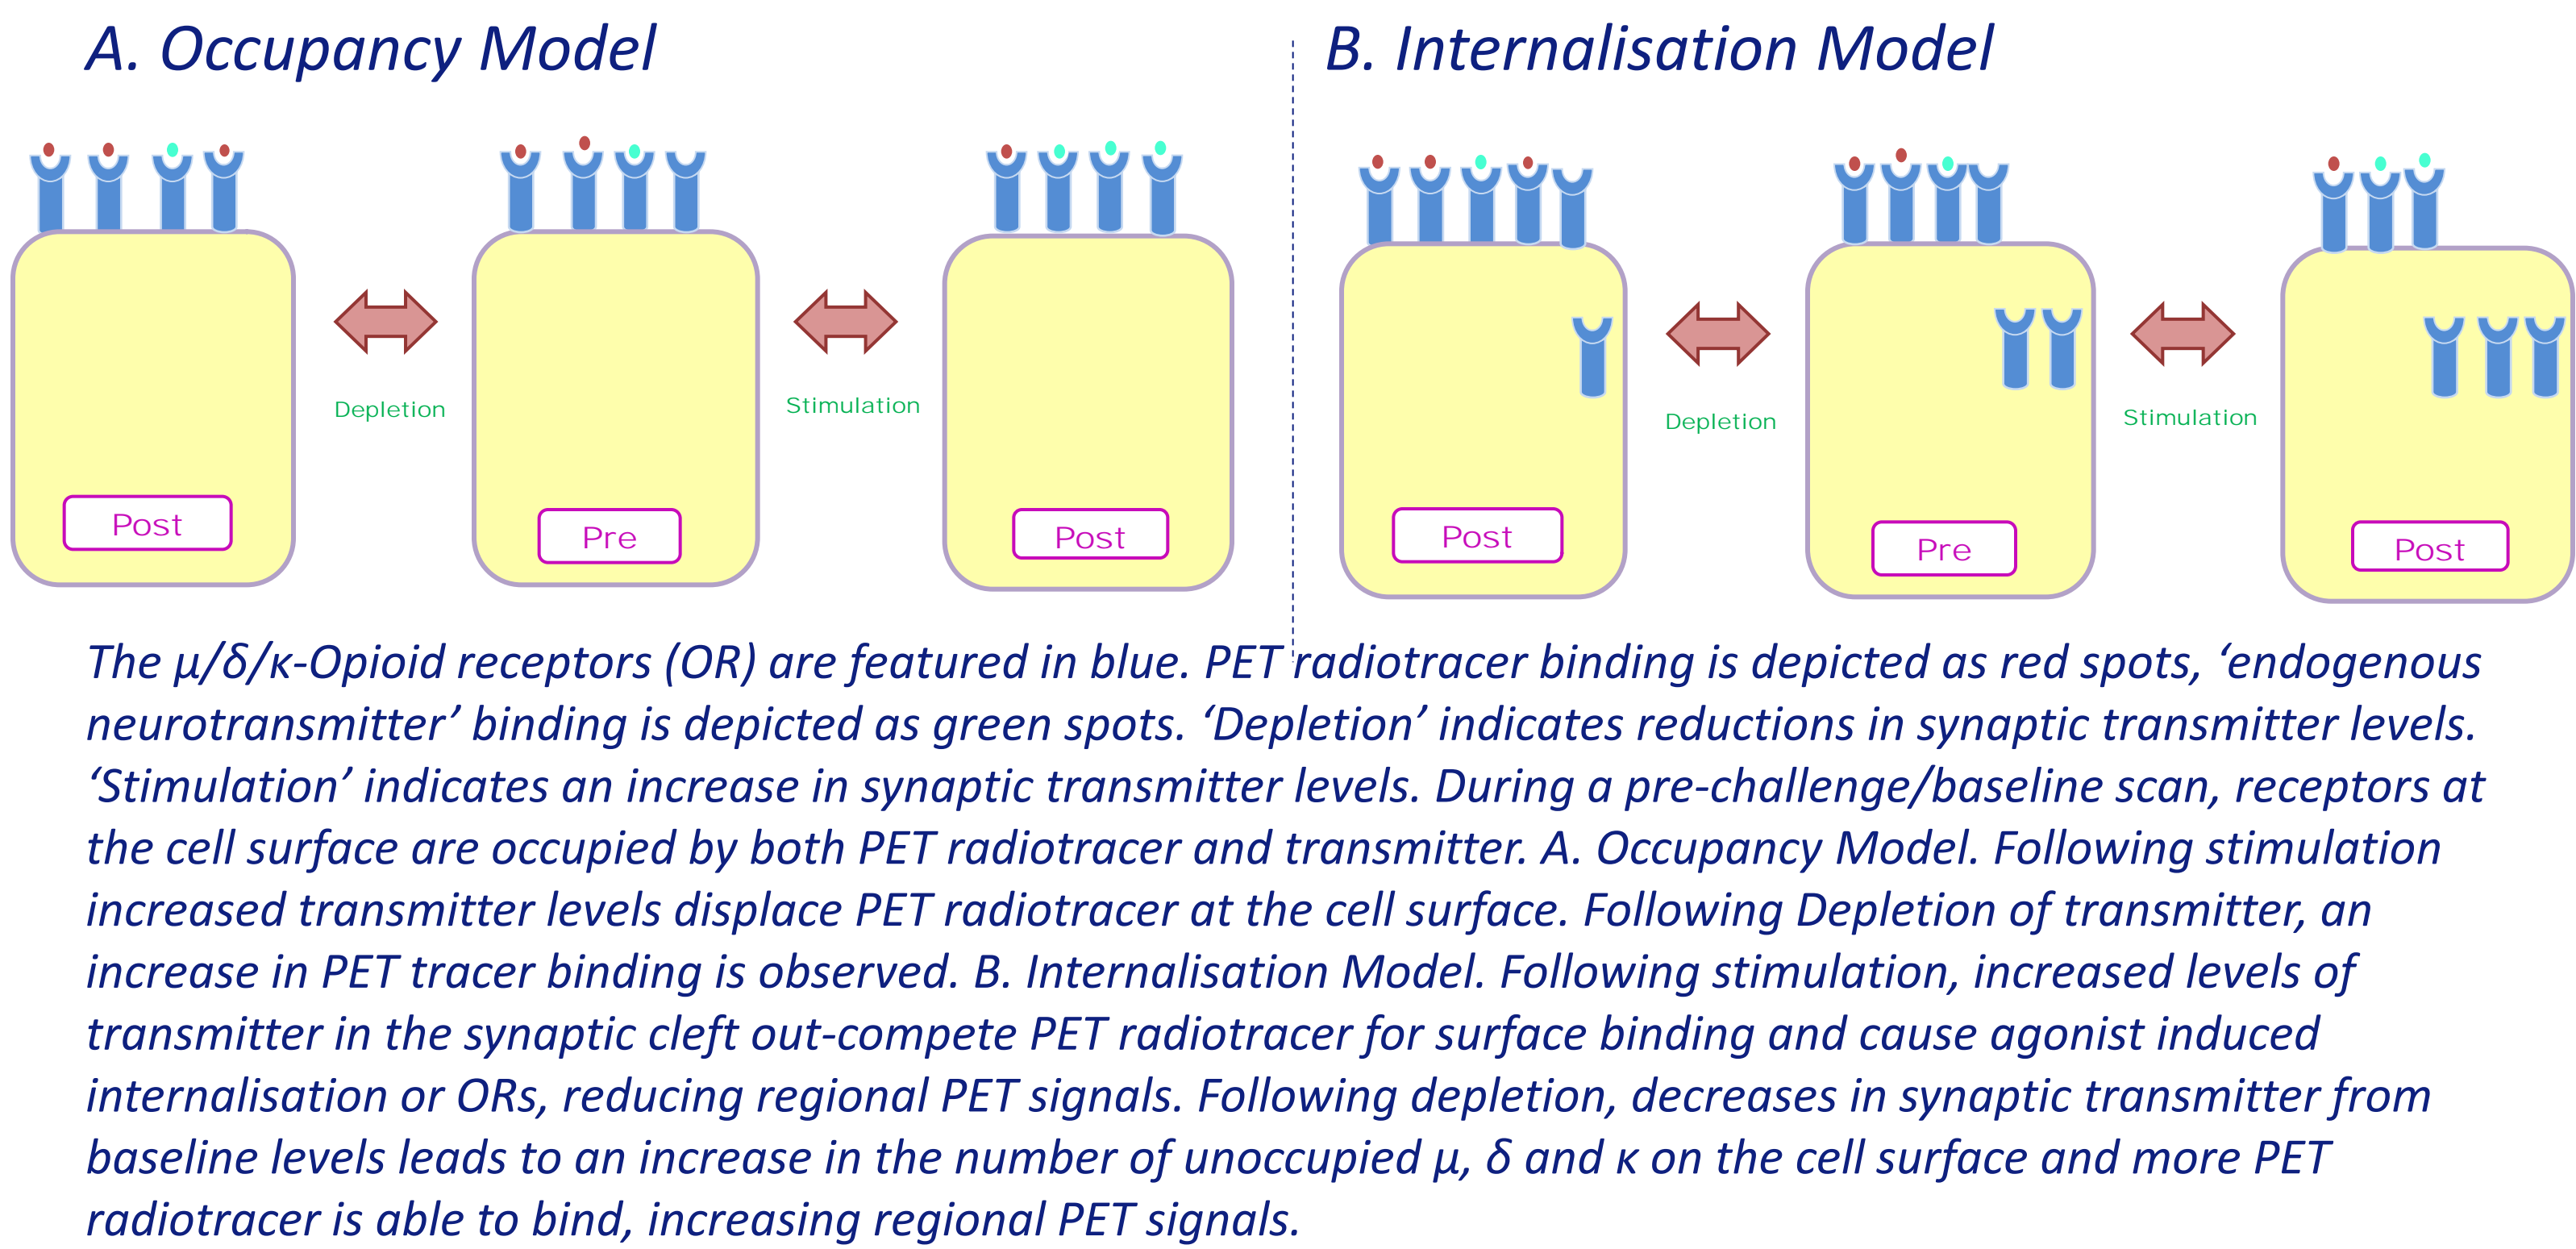 A. Occupancy Model
Depletion
Stimulation
Post
Pre
Post
B. Internalisation Model
Depletion
Stimulation
Post
Pre
Post
The μ/δ/κ-Opioid receptors (OR) are featured in blue. PET radiotracer binding is depicted as red spots, ‘endogenous
neurotransmitter’ binding is depicted as green spots. ‘Depletion’ indicates reductions in synaptic transmitter levels.
‘Stimulation’ indicates an increase in synaptic transmitter levels. During a pre-challenge/baseline scan, receptors at
the cell surface are occupied by both PET radiotracer and transmitter. A. Occupancy Model. Following stimulation
increased transmitter levels displace PET radiotracer at the cell surface. Following Depletion of transmitter, an
increase in PET tracer binding is observed. B. Internalisation Model. Following stimulation, increased levels of
transmitter in the synaptic cleft out-compete PET radiotracer for surface binding and cause agonist induced
internalisation or ORs, reducing regional PET signals. Following depletion, decreases in synaptic transmitter from
baseline levels leads to an increase in the number of unoccupied μ, δ and κ on the cell surface and more PET
radiotracer is able to bind, increasing regional PET signals.